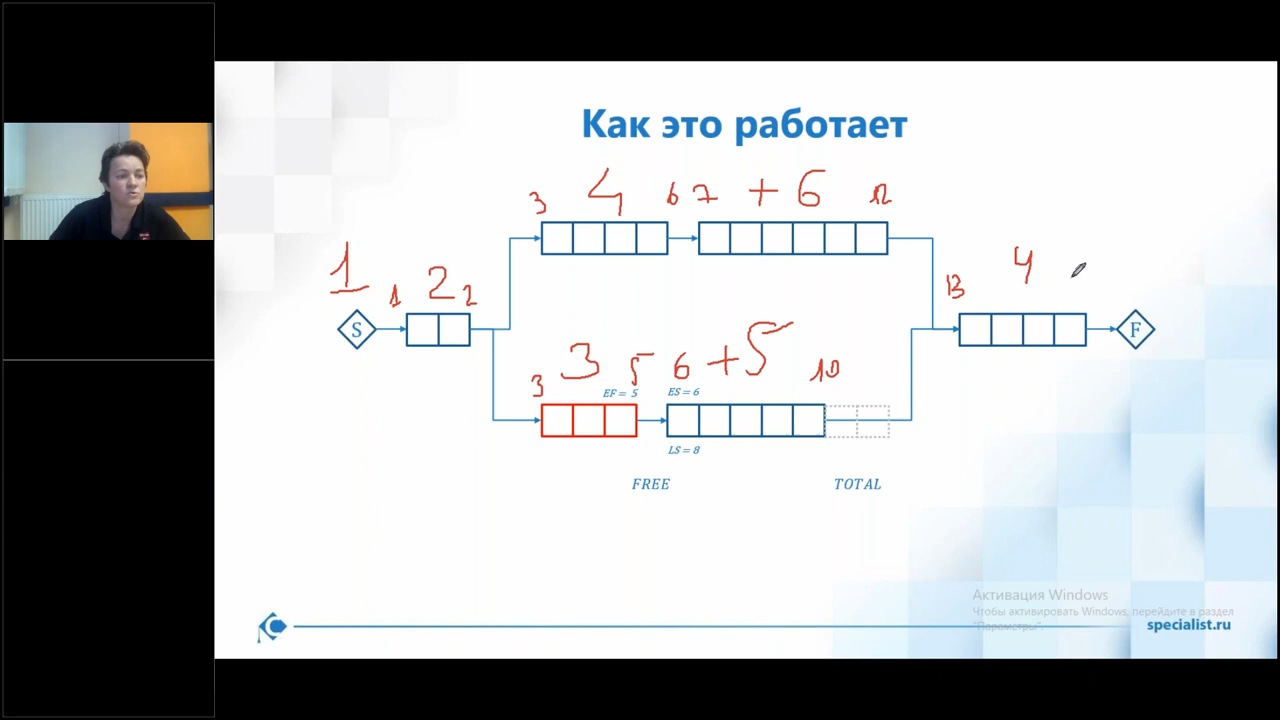 Как это работает
3 4 6 7 + 6 12
1 1 2 2
13 4
S
F
3 3 5 6 + 5 10
EF = 5 ES = 6
LS = 8
FREE TOTAL
Активация Windows
Чтобы активировать Windows, перейдите в раздел
"Параметры".
specialist.ru